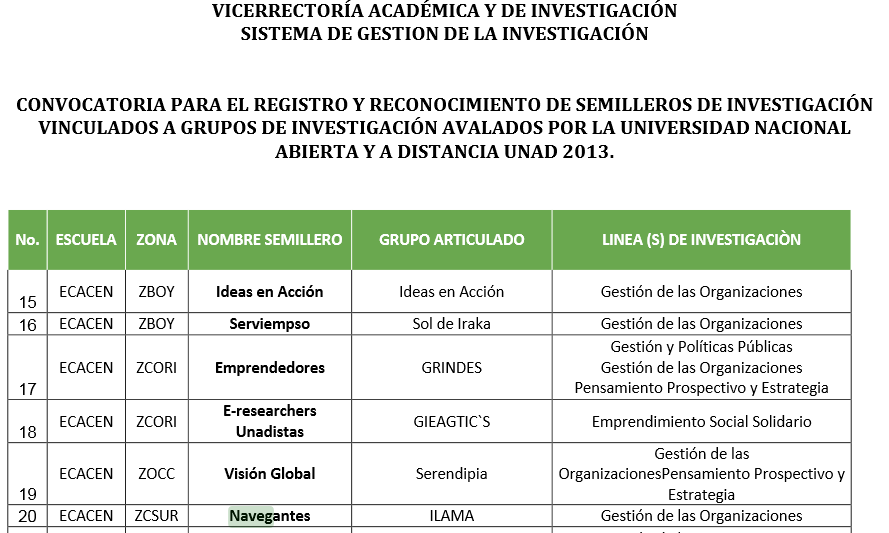 VICERRECTORÍA ACADÉMICA Y DE INVESTIGACIÓN
SISTEMA DE GESTION DE LA INVESTIGACIÓN
CONVOCATORIA PARA EL REGISTRO Y RECONOCIMIENTO DE SEMILLEROS DE INVESTIGACIÓN
VINCULADOS A GRUPOS DE INVESTIGACIÓN AVALADOS POR LA UNIVERSIDAD NACIONAL
ABIERTA Y A DISTANCIA UNAD 2013.
No. ESCUELA ZONA NOMBRE SEMILLERO GRUPO ARTICULADO LINEA (S) DE INVESTIGACIÒN
15 ECACEN ZBOY Ideas en Acción Ideas en Acción Gestión de las Organizaciones
16 ECACEN ZBOY Serviempso Sol de Iraka Gestión de las Organizaciones
17 ECACEN ZCORI Emprendedores GRINDES Gestión y Políticas Públicas
Gestión de las Organizaciones
Pensamiento Prospectivo y Estrategia
18 ECACEN ZCORI E-researchers
Unadistas GIEAGTIC`S Emprendimiento Social Solidario
19 ECACEN ZOCC Visión Global Serendipia Gestión de las
OrganizacionesPensamiento Prospectivo y
Estrategia
20 ECACEN ZCSUR Navegantes ILAMA Gestión de las Organizaciones